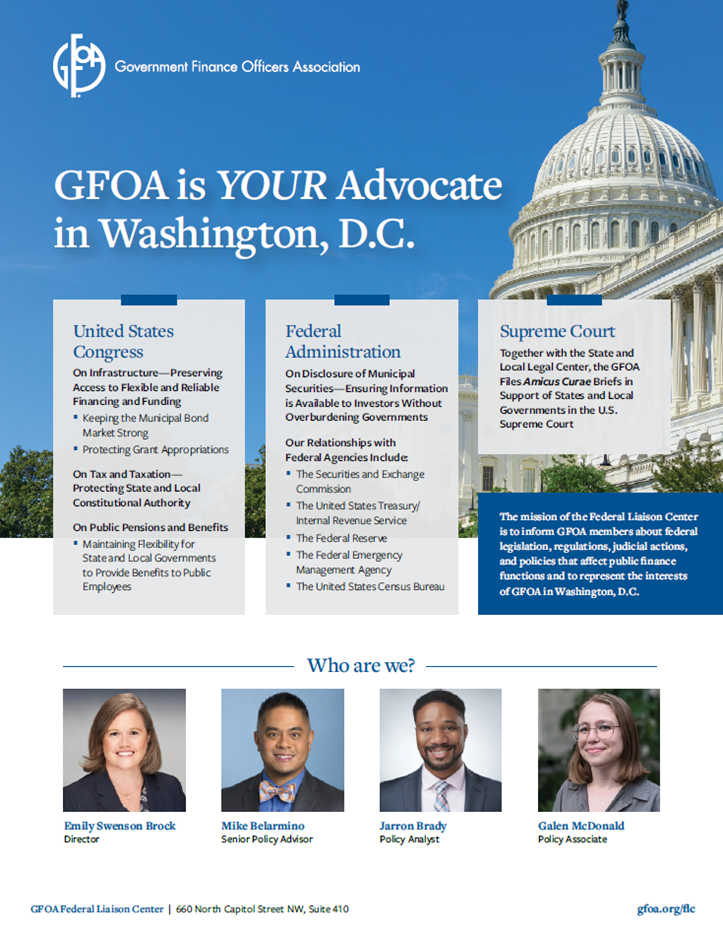 GFOA
Government Finance Officers Association
GFOA is YOUR Advocate
in Washington, D.C.
United States
Congress
On Infrastructure—Preserving
Access to Flexible and Reliable
Financing and Funding
▪ Keeping the Municipal Bond
Market Strong
▪ Protecting Grant Appropriations
On Tax and Taxation—
Protecting State and Local
Constitutional Authority
On Public Pensions and Benefits
▪ Maintaining Flexibility for
State and Local Governments
to Provide Benefits to Public
Employees
Federal
Administration
On Disclosure of Municipal
Securities—Ensuring Information
is Available to Investors Without
Overburdening Governments
Our Relationships with
Federal Agencies Include:
▪ The Securities and Exchange
Commission
▪ The United States Treasury/
Internal Revenue Service
▪ The Federal Reserve
▪ The Federal Emergency
Management Agency
▪ The United States Census Bureau
Supreme Court
Together with the State and
Local Legal Center, the GFOA
Files Amicus Curae Briefs in
Support of States and Local
Governments in the U.S.
Supreme Court
The mission of the Federal Liaison Center
is to inform GFOA members about federal
legislation, regulations, judicial actions,
and policies that affect public finance
functions and to represent the interests
of GFOA in Washington, D.C.
Who are we?
Emily Swenson Brock
Director
Mike Belarmino
Senior Policy Advisor
Jarron Brady
Policy Analyst
Galen McDonald
Policy Associate
GFOA Federal Liaison Center | 660 North Capitol Street NW, Suite 410
gfoa.org/flc